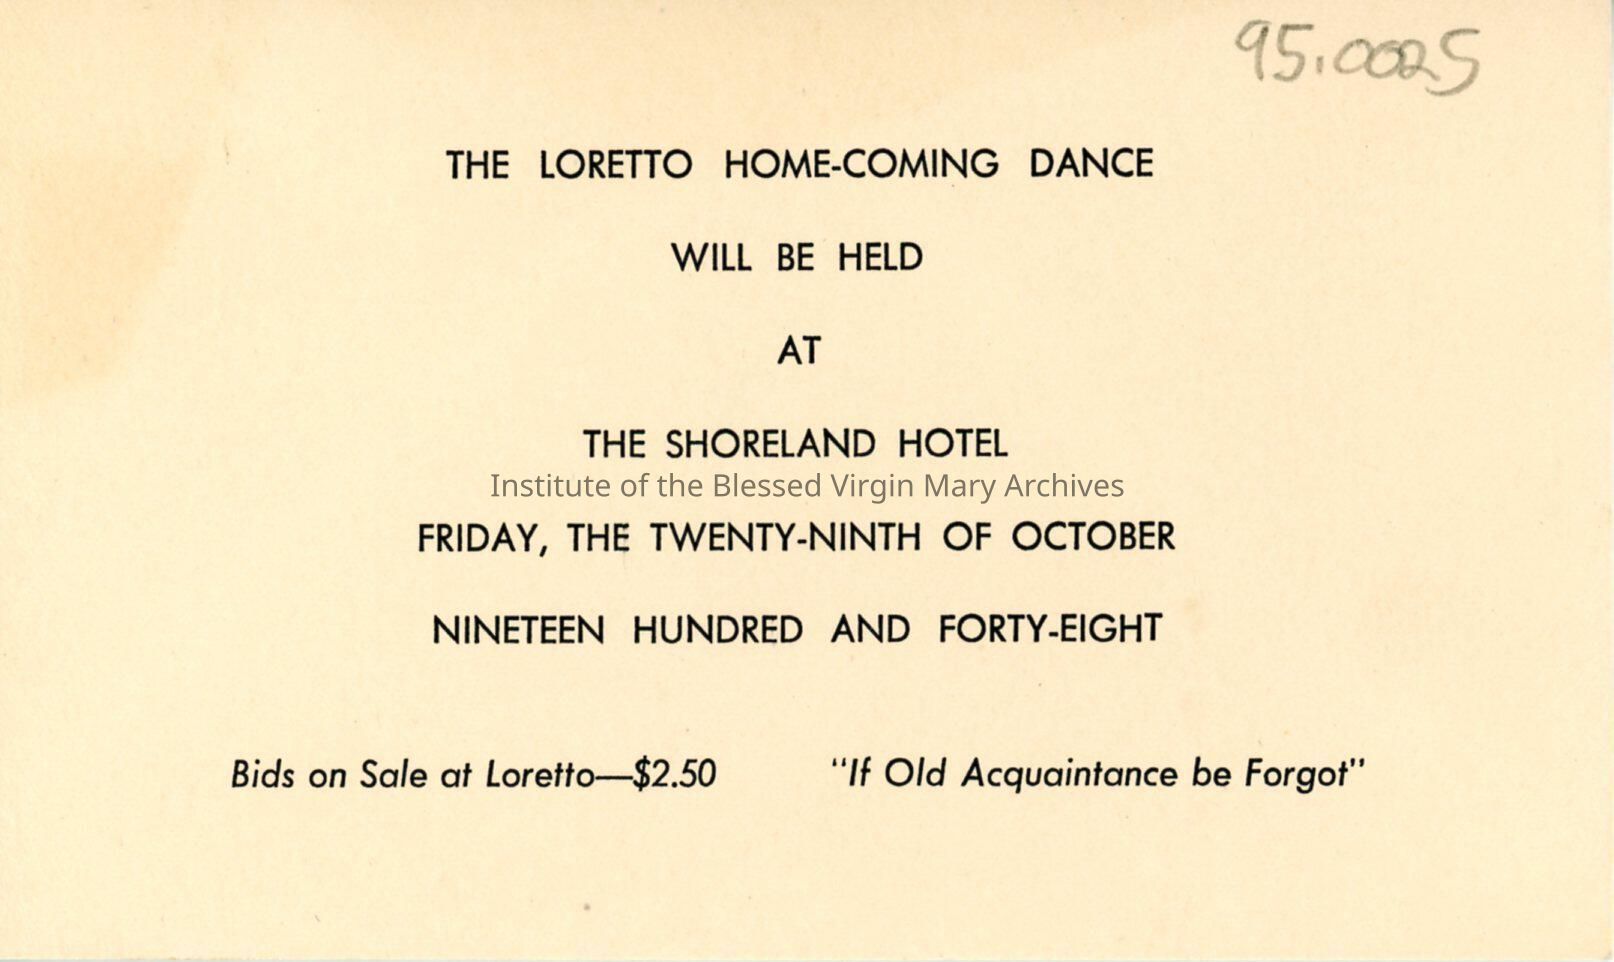 95.0025
THE LORETTO HOME-COMING DANCE
WILL BE HELD
AT
THE SHORELAND HOTEL
Institute of the Blessed Virgin Mary Archives
FRIDAY, THE TWENTY-NINTH OF OCTOBER
NINETEEN HUNDRED AND FORTY-EIGHT
Bids on Sale at Loretto—$2.50 "If Old Acquaintance be Forgot"